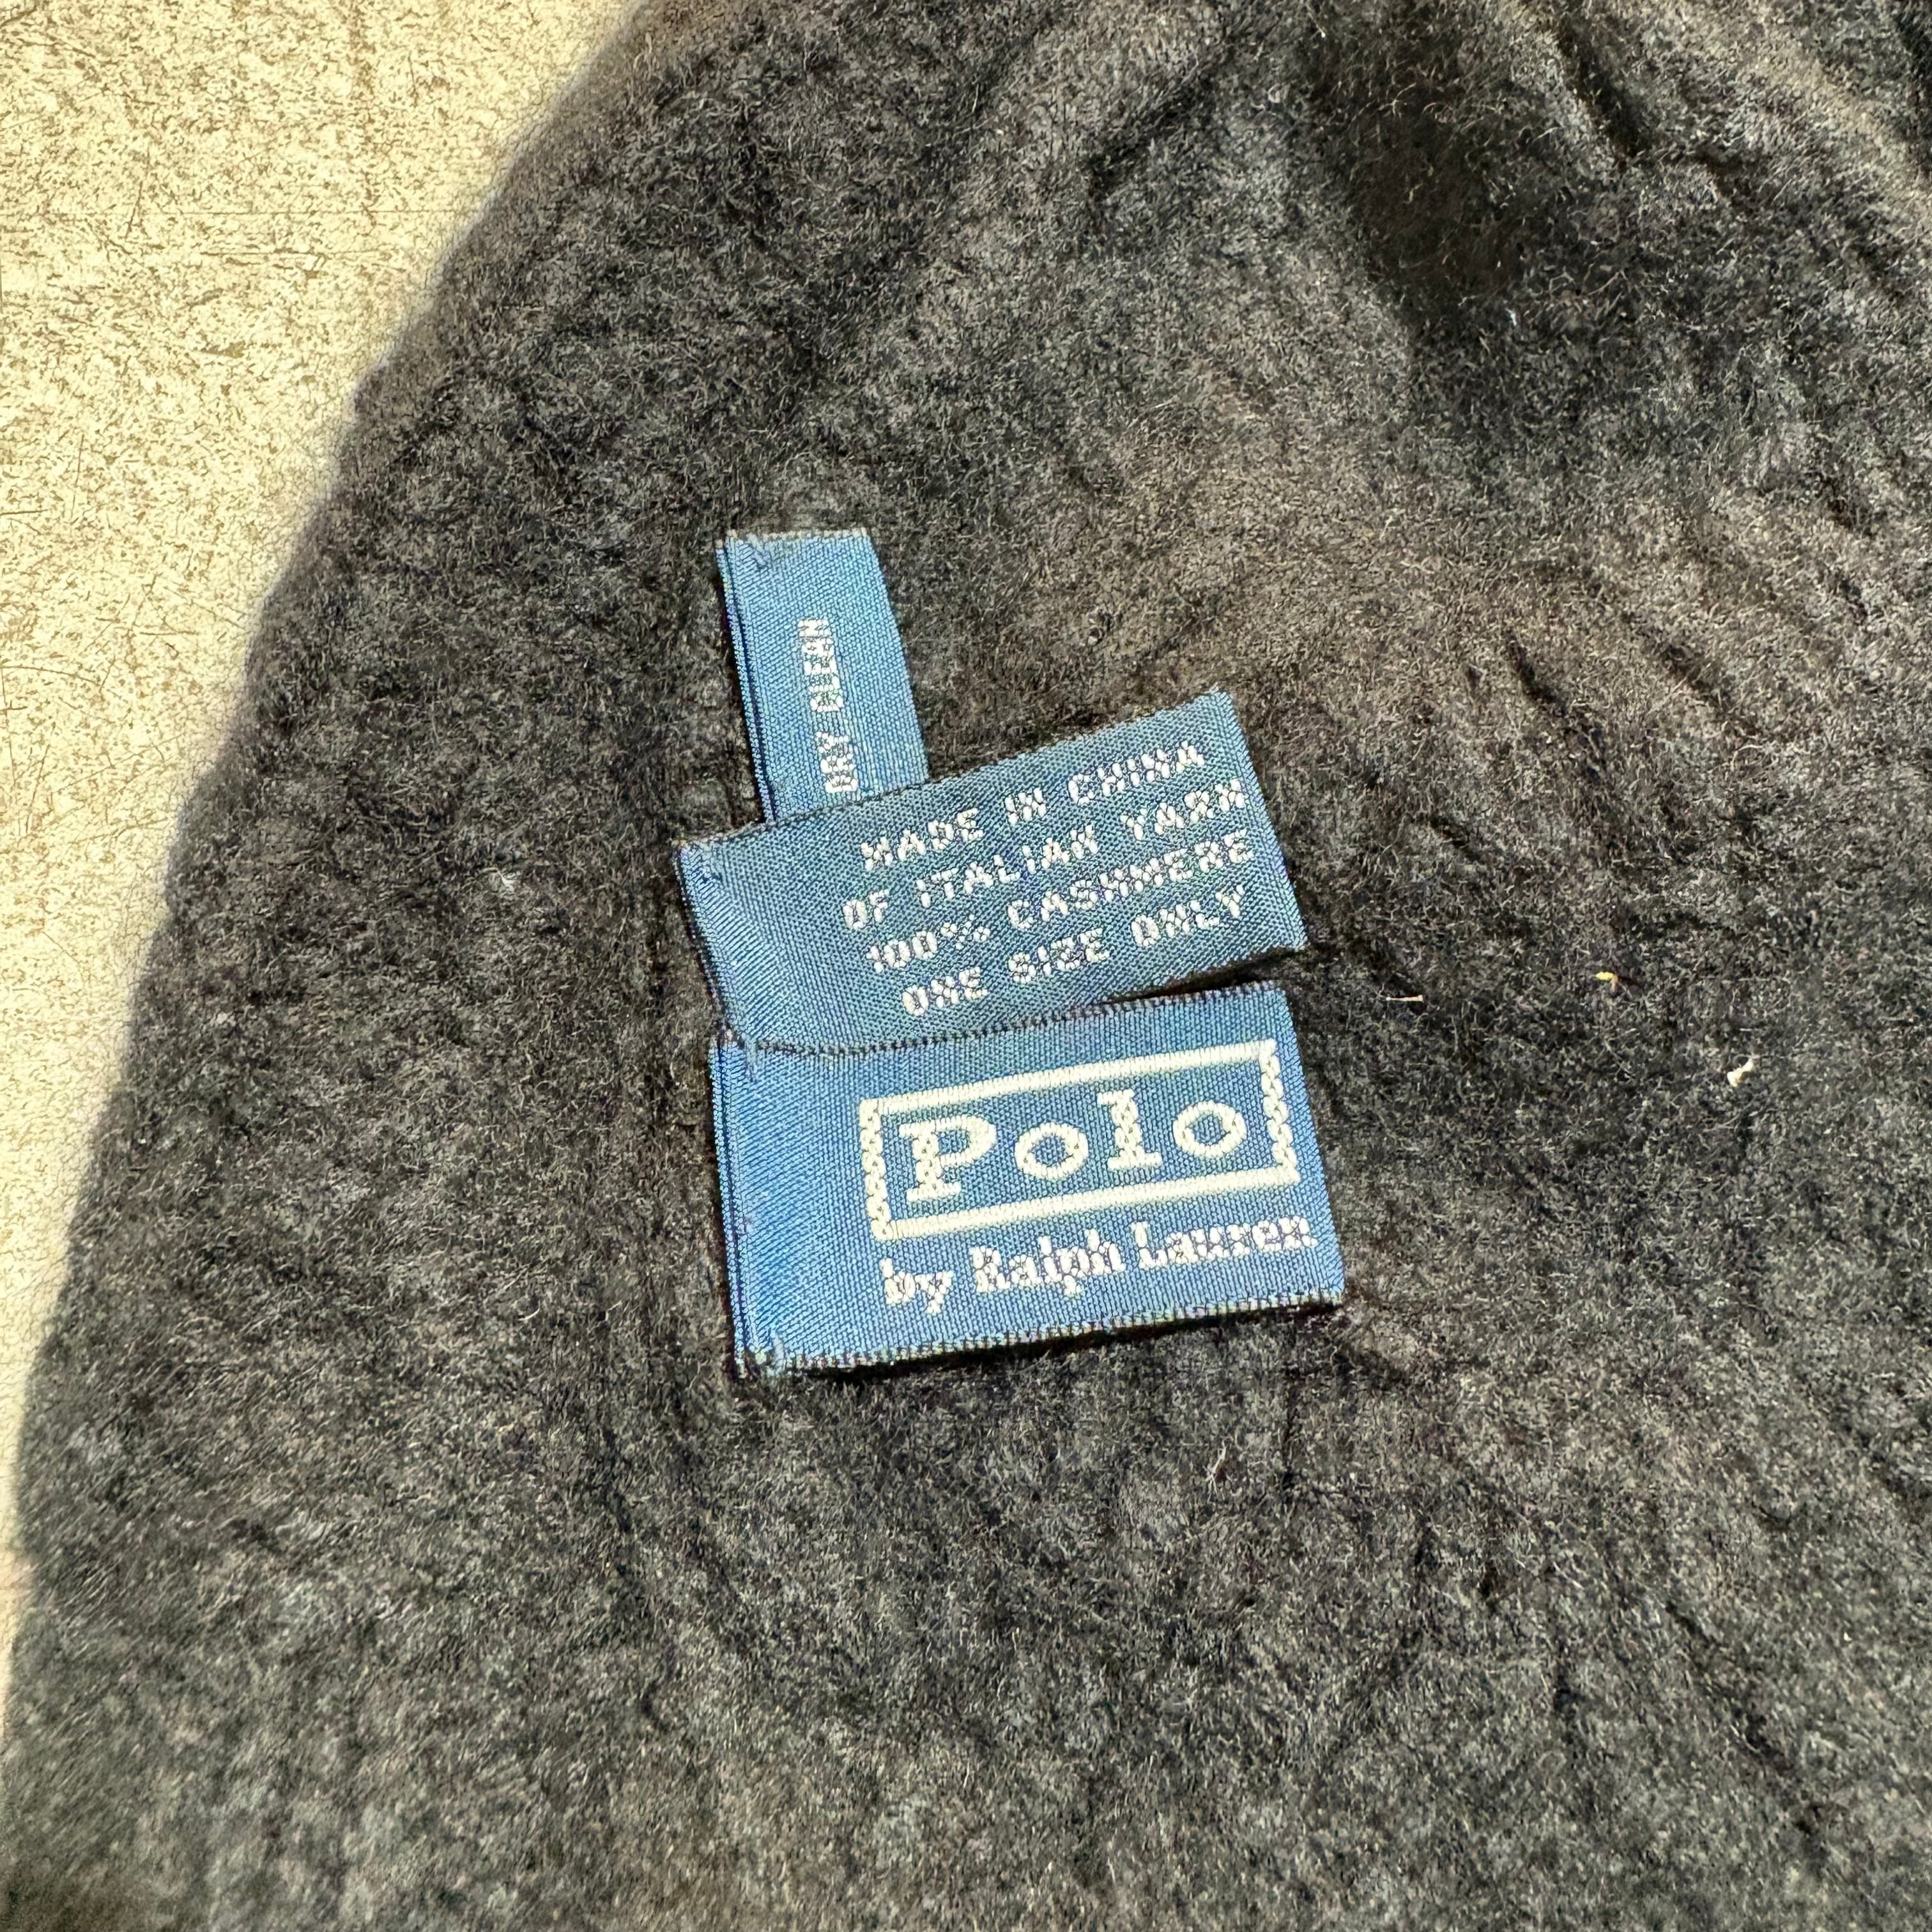 DRY CLEAN
MADE IN CHINA
OF ITALIAN YARN
100% CASHMERE
ONE SIZE ONLY
Polo
by Ralph Lauren